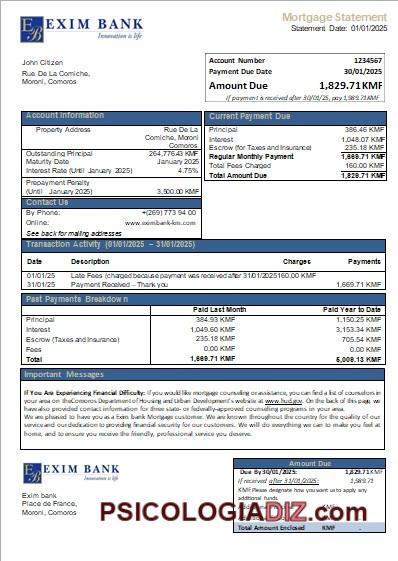 EXIM BANK
Innovation is life
Mortgage Statement
Statement Date: 01/01/2025
John Citizen
Rue De La Corniche,
Moroni, Comoros
Account Number 1234567
Payment Due Date 30/01/2025
Amount Due 1,829.71KMF
If payment is received after 30/01/25, pay 1,989.71KMF
Account Information
Property Address Rue De La
Corniche, Moroni
Comoros
Outstanding Principal 264,776.43 KMF
Maturity Date January 2025
Interest Rate (Until January 2025) 4.75%
Prepayment Penalty
(Until January 2025) 3,500.00 KMF
Contact Us
By Phone: +(269) 773 94 00
Online: www.eximbank-km.com
See back for mailing addresses
Current Payment Due
Principal 386.46 KMF
Interest 1,048.07 KMF
Escrow (for Taxes and Insurance) 235.18 KMF
Regular Monthly Payment 1,669.71 KMF
Total Fees Charged 160.00 KMF
Total Amount Due 1,829.71 KMF
Transaction Activity (01/01/2025 – 31/01/2025)
Date Description Charges Payments
01/01/25 Late Fees (charged because payment was received after 31/01/2025160.00 KMF
31/01/25 Payment Received – Thank you 1,669.71 KMF
Past Payments Breakdown
Paid Last Month Paid Year to Date
Principal 384.93 KMF 1,150.25 KMF
Interest 1,049.60 KMF 3,153.34 KMF
Escrow (Taxes and Insurance) 235.18 KMF 705.54 KMF
Fees 0.00 KMF 0.00 KMF
Total 1,669.71 KMF 5,009.13 KMF
Important Messages
If You Are Experiencing Financial Difficulty: If you would like mortgage counseling or assistance, you can find a list of counselors in
your area on theComoros Department of Housing and Urban Development's website at www.hud.gov. On the back of this page, we
have also provided contact information for three state- or federally-approved counselling programs in your area.
We are pleased to have you as a Exim bank Mortgage customer. We are known throughout the country for the quality of our
service and our dedication to providing financial security for our customers. We will do everything we can to make you feel at
home, and to ensure you receive the friendly, professional service you deserve.
EXIM BANK
Innovation is life
Exim bank
Place de France,
Moroni, Comoros
Amount Due
Due By 30/01/2025: 1,829.71KMF
If received after 31/01/2025: 1,989.71
KMF Please designate how you want us to apply any
additional funds.
PSICOLOGIADIZ.com
Total Amount Enclosed KMF .